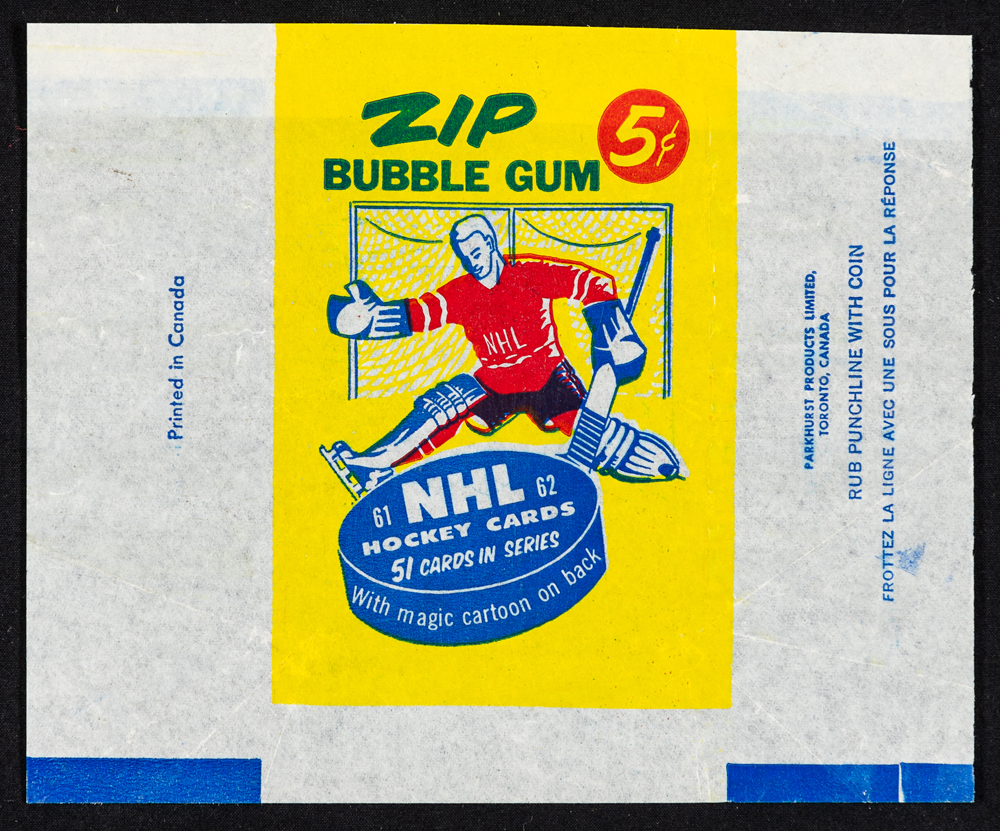 Printed in Canada
ZIP
5¢
BUBBLE GUM
NHL
61 NHL 62
HOCKEY CARDS
51 CARDS IN SERIES
With magic cartoon on back
PARKHURST PRODUCTS LIMITED,
TORONTO, CANADA
RUB PUNCHLINE WITH COIN
FROTTEZ LA LIGNE AVEC UNE SOUS POUR LA RÉPONSE